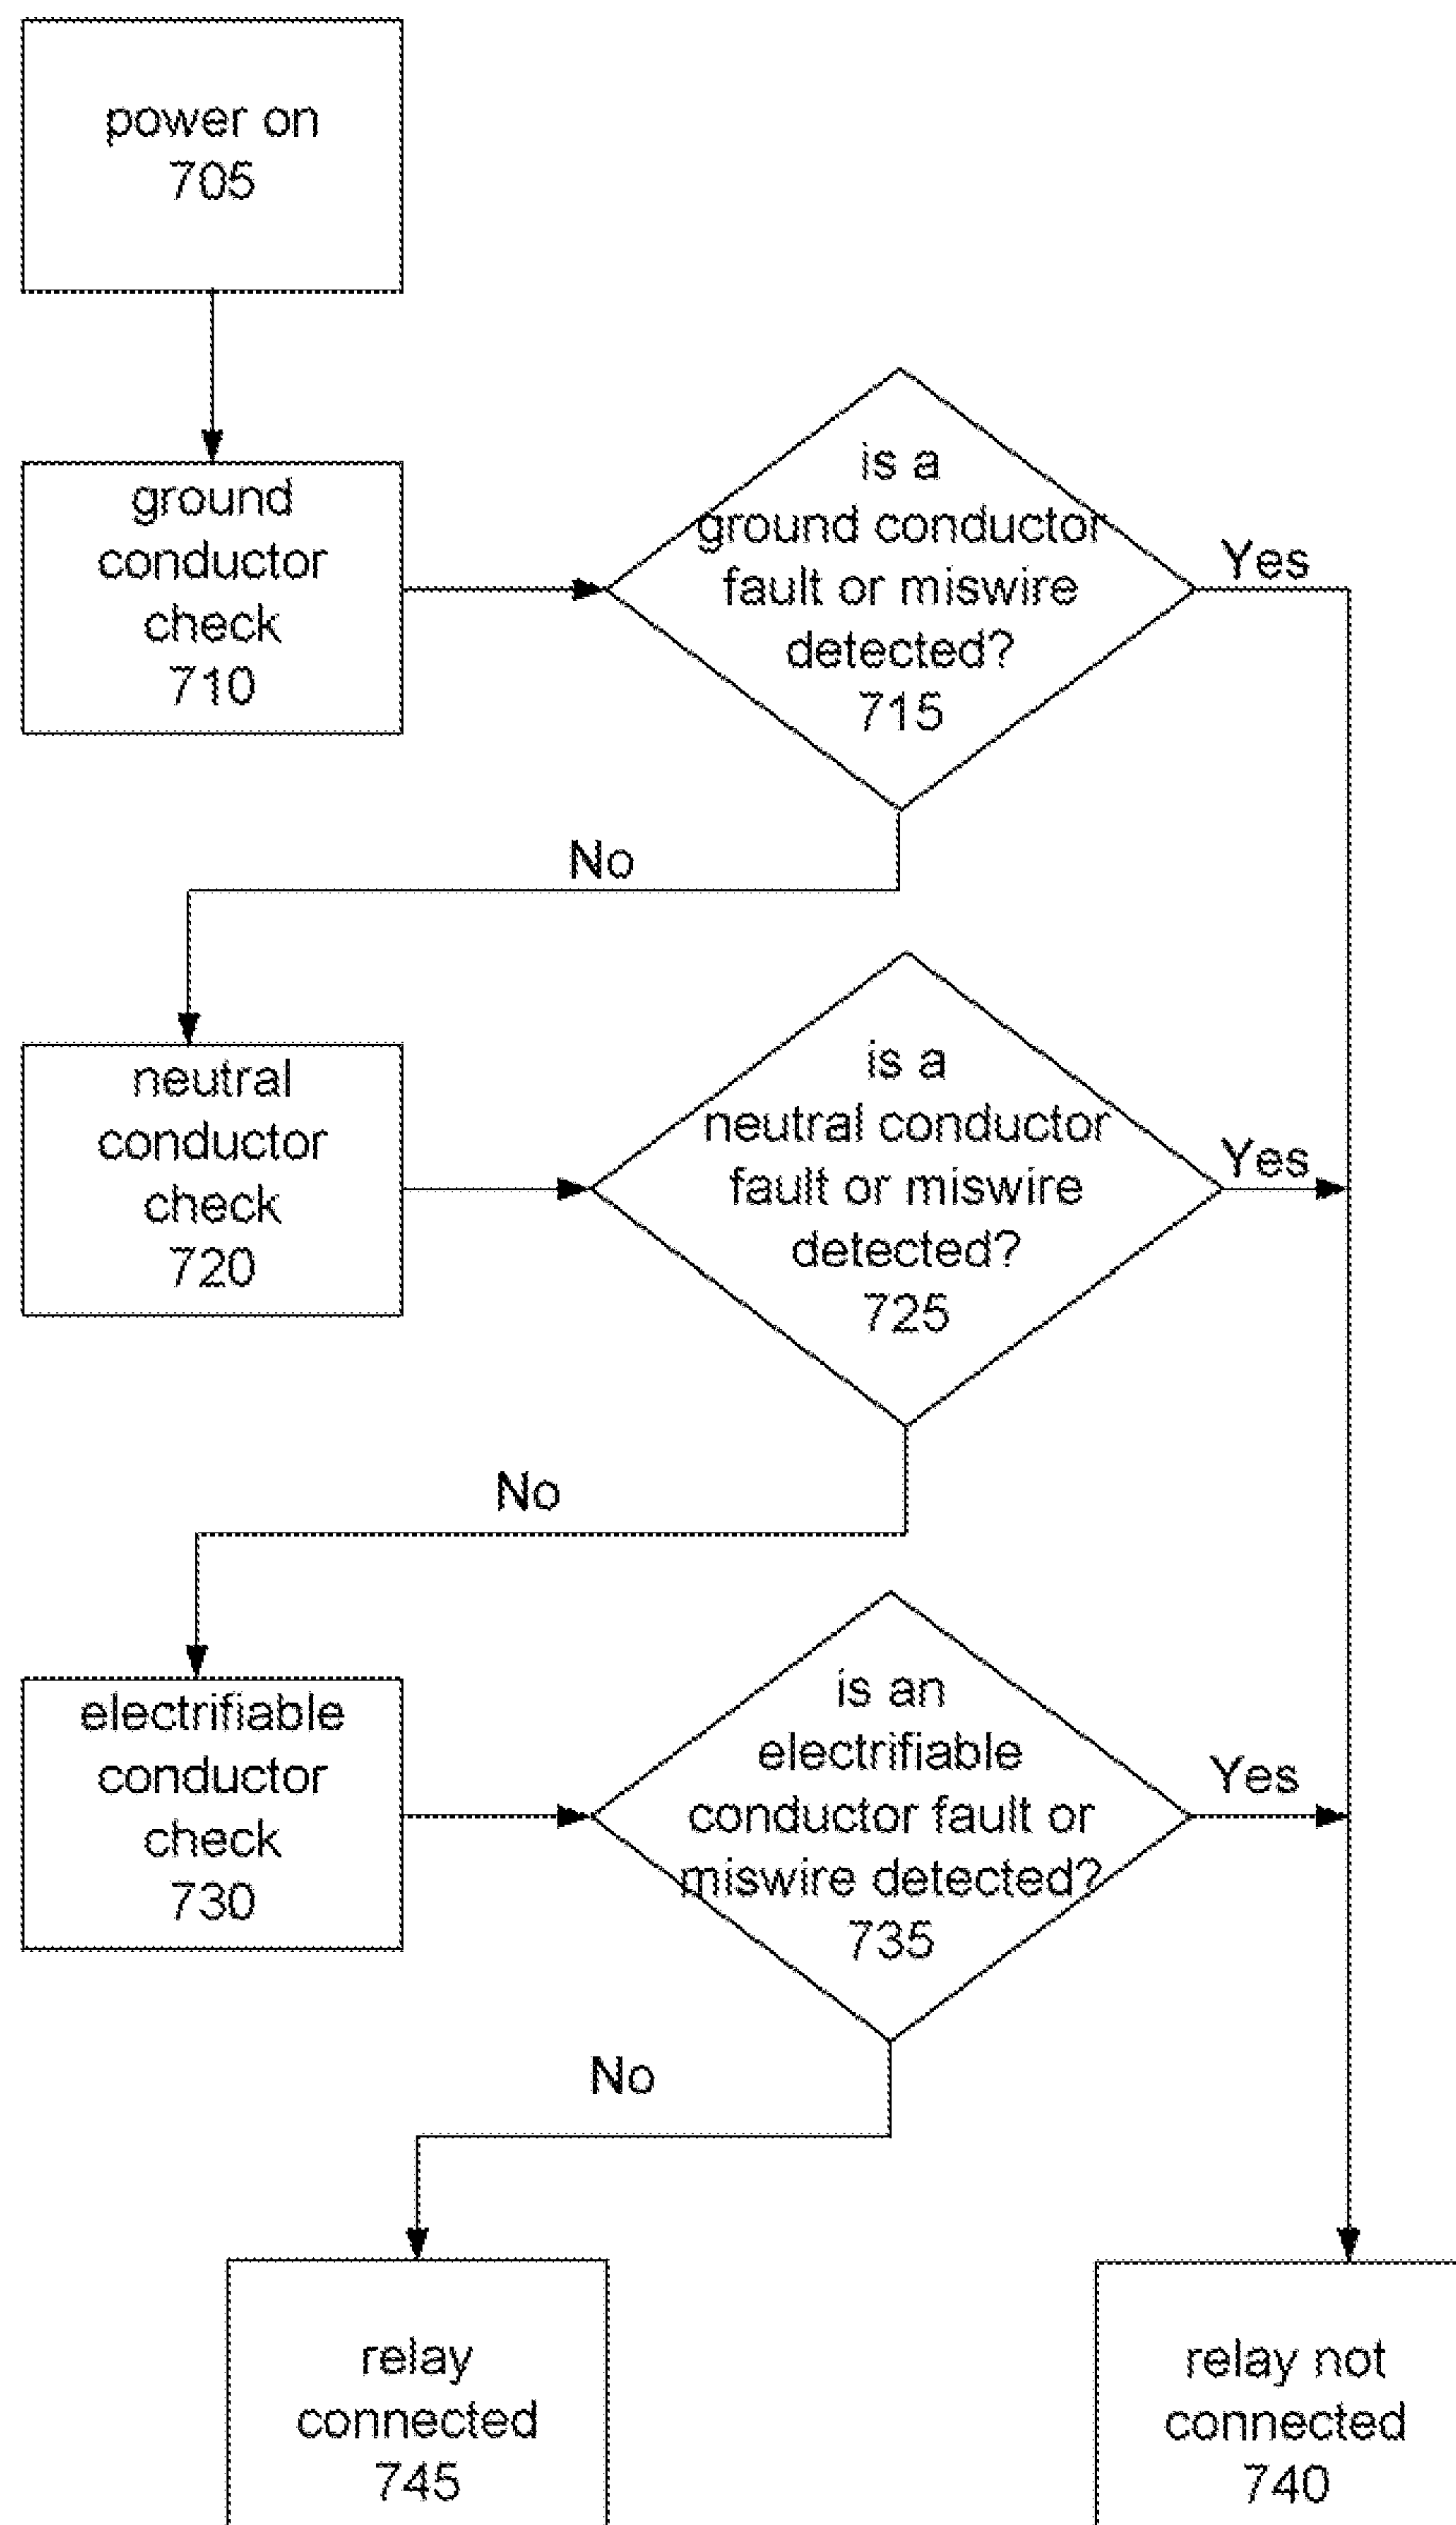 power on
705
ground
conductor
check
710
is a
ground conductor
fault or miswire
detected?
715
Yes
No
neutral
conductor
check
720
is a
neutral conductor
fault or miswire
detected?
725
Yes
No
electrifiable
conductor
check
730
is an
electrifiable
conductor fault or
miswire detected?
735
Yes
No
relay
connected
745
relay not
connected
740